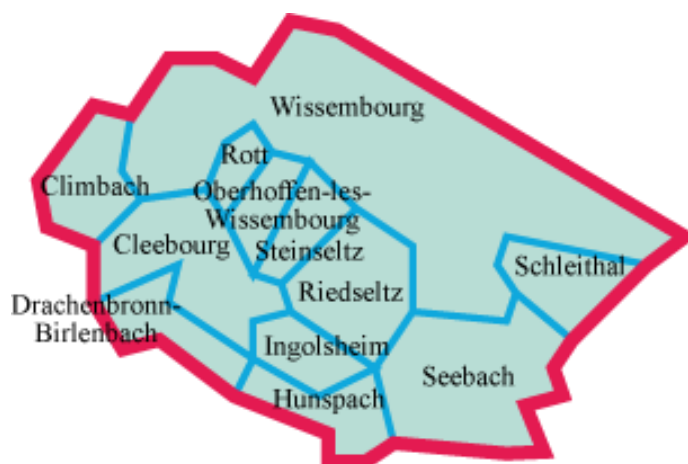 Wissembourg
Rott
Climbach
Oberhoffen-les-
Wissembourg
Cleebourg
Steinseltz
Schleithal
Riedseltz
Drachenbronn-
Birlenbach
Ingolsheim
Seebach
Hunspach